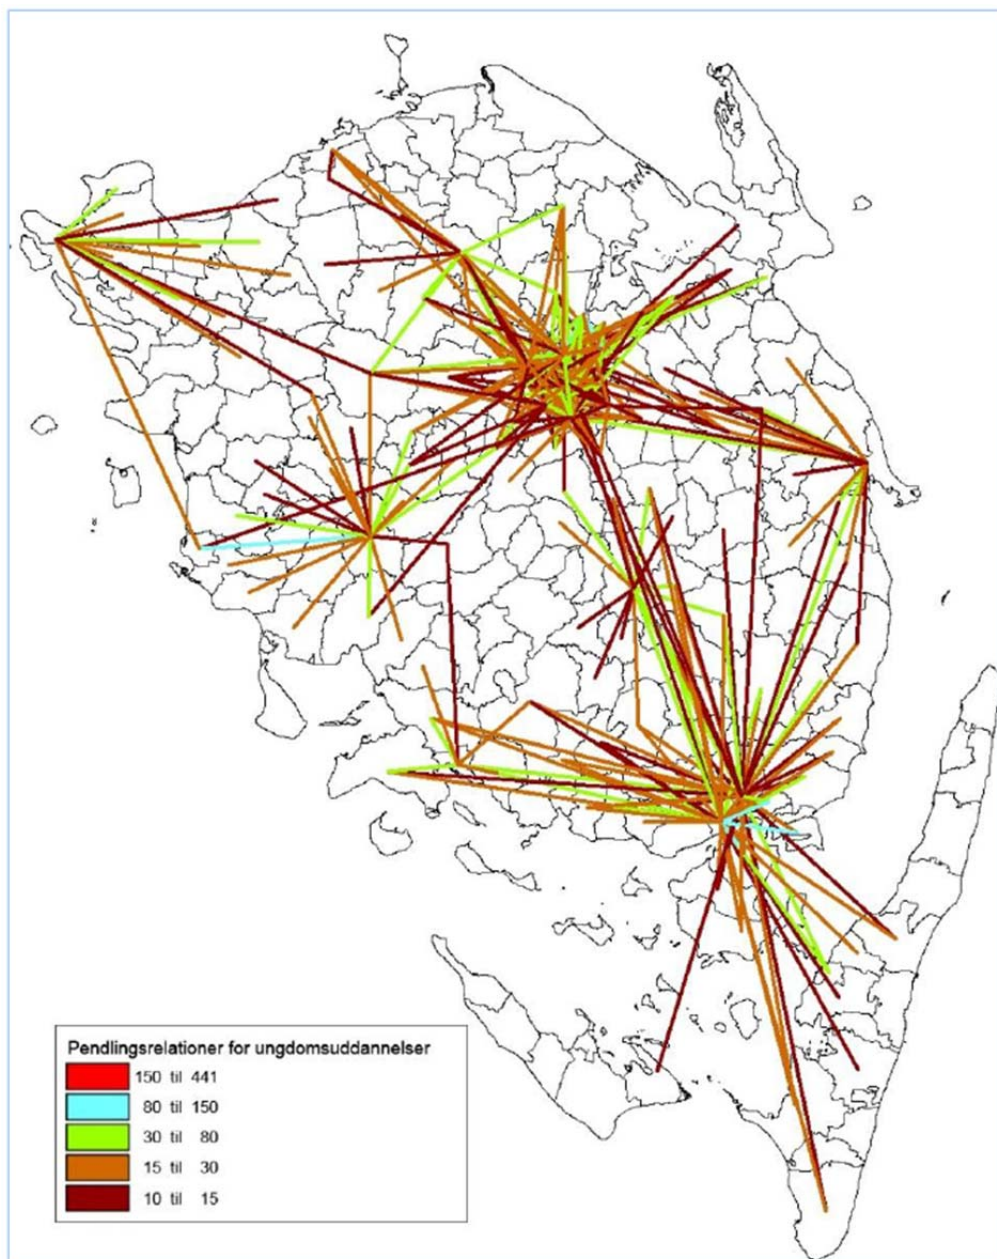 Pendlingsrelationer for ungdomsuddannelser
150 til 441
80 til 150
30 til 80
15 til 30
10 til 15